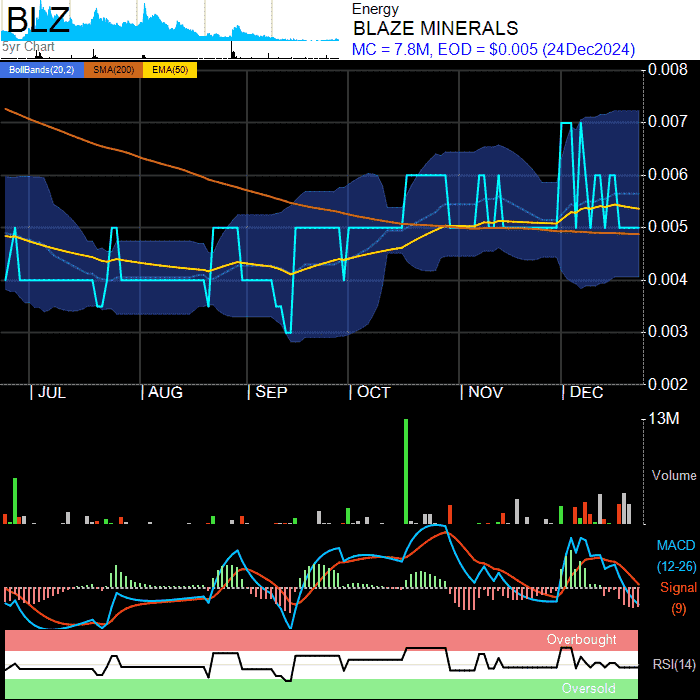 BLZ
5yr Chart
Energy
BLAZE MINERALS
MC = 7.8M, EOD = $0.005 (24Dec2024)
BollBands(20,2) SMA(200) EMA(50)
0.008
0.007
0.006
0.005
0.004
0.003
0.002
| JUL | AUG | SEP | OCT | NOV | DEC
13M
Volume
MACD
(12-26)
Signal
(9)
Overbought
RSI(14)
Oversold